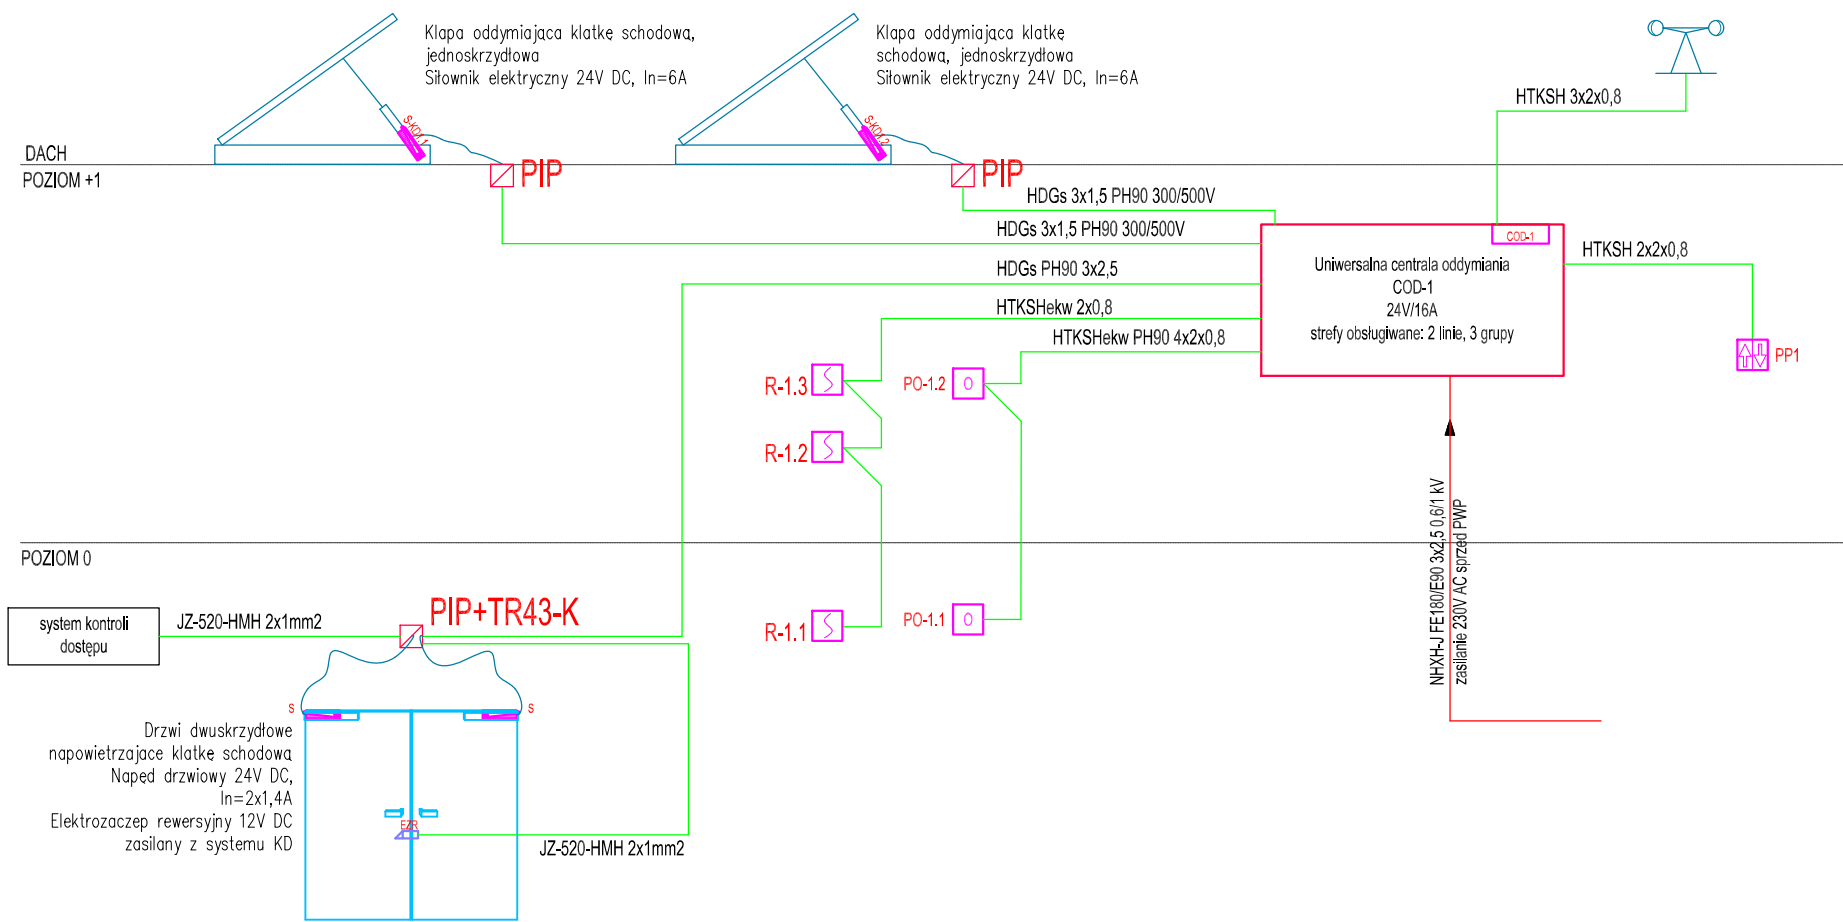 Klapa oddymiająca klatkę schodową,
jednoskrzydłowa
Siłownik elektryczny 24V DC, In=6A
Klapa oddymiająca klatkę
schodową, jednoskrzydłowa
Siłownik elektryczny 24V DC, In=6A
HTKSH 3x2x0,8
S-KD1.1
S-KD1.2
DACH
POZIOM +1
PIP
PIP
HDGs 3x1,5 PH90 300/500V
HDGs 3x1,5 PH90 300/500V
COD-1
HTKSH 2x2x0,8
HDGs PH90 3x2,5
Uniwersalna centrala oddymiania
COD-1
24V/16A
strefy obsługiwane: 2 linie, 3 grupy
HTKSHekw 2x0,8
HTKSHekw PH90 4x2x0,8
PP1
R-1.3
PO-1.2
R-1.2
NHXH-J FE180/E90 3x2,5 0,6/1 kV
zasilanie 230V AC sprzed PWP
POZIOM 0
system kontroli
dostępu
JZ-520-HMH 2x1mm2
PIP+TR43-K
R-1.1
PO-1.1
S
S
Drzwi dwuskrzydłowe
napowietrzające klatkę schodową
Napęd drzwiowy 24V DC,
In=2x1,4A
Elektrozaczep rewersyjny 12V DC
zasilany z systemu KD
EZR
JZ-520-HMH 2x1mm2
O
O